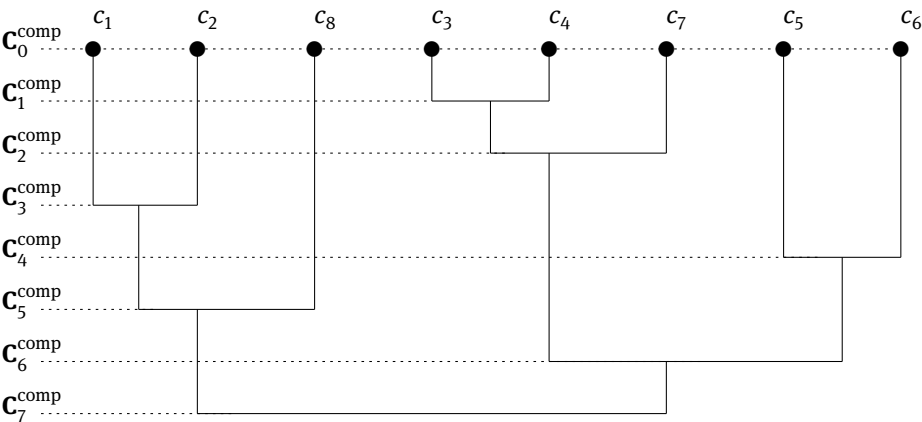 c₁ c₂ c₈ c₃ c₄ c₇ c₅ c₆
C₀ᶜᵒᵐᵖ
C₁ᶜᵒᵐᵖ
C₂ᶜᵒᵐᵖ
C₃ᶜᵒᵐᵖ
C₄ᶜᵒᵐᵖ
C₅ᶜᵒᵐᵖ
C₆ᶜᵒᵐᵖ
C₇ᶜᵒᵐᵖ